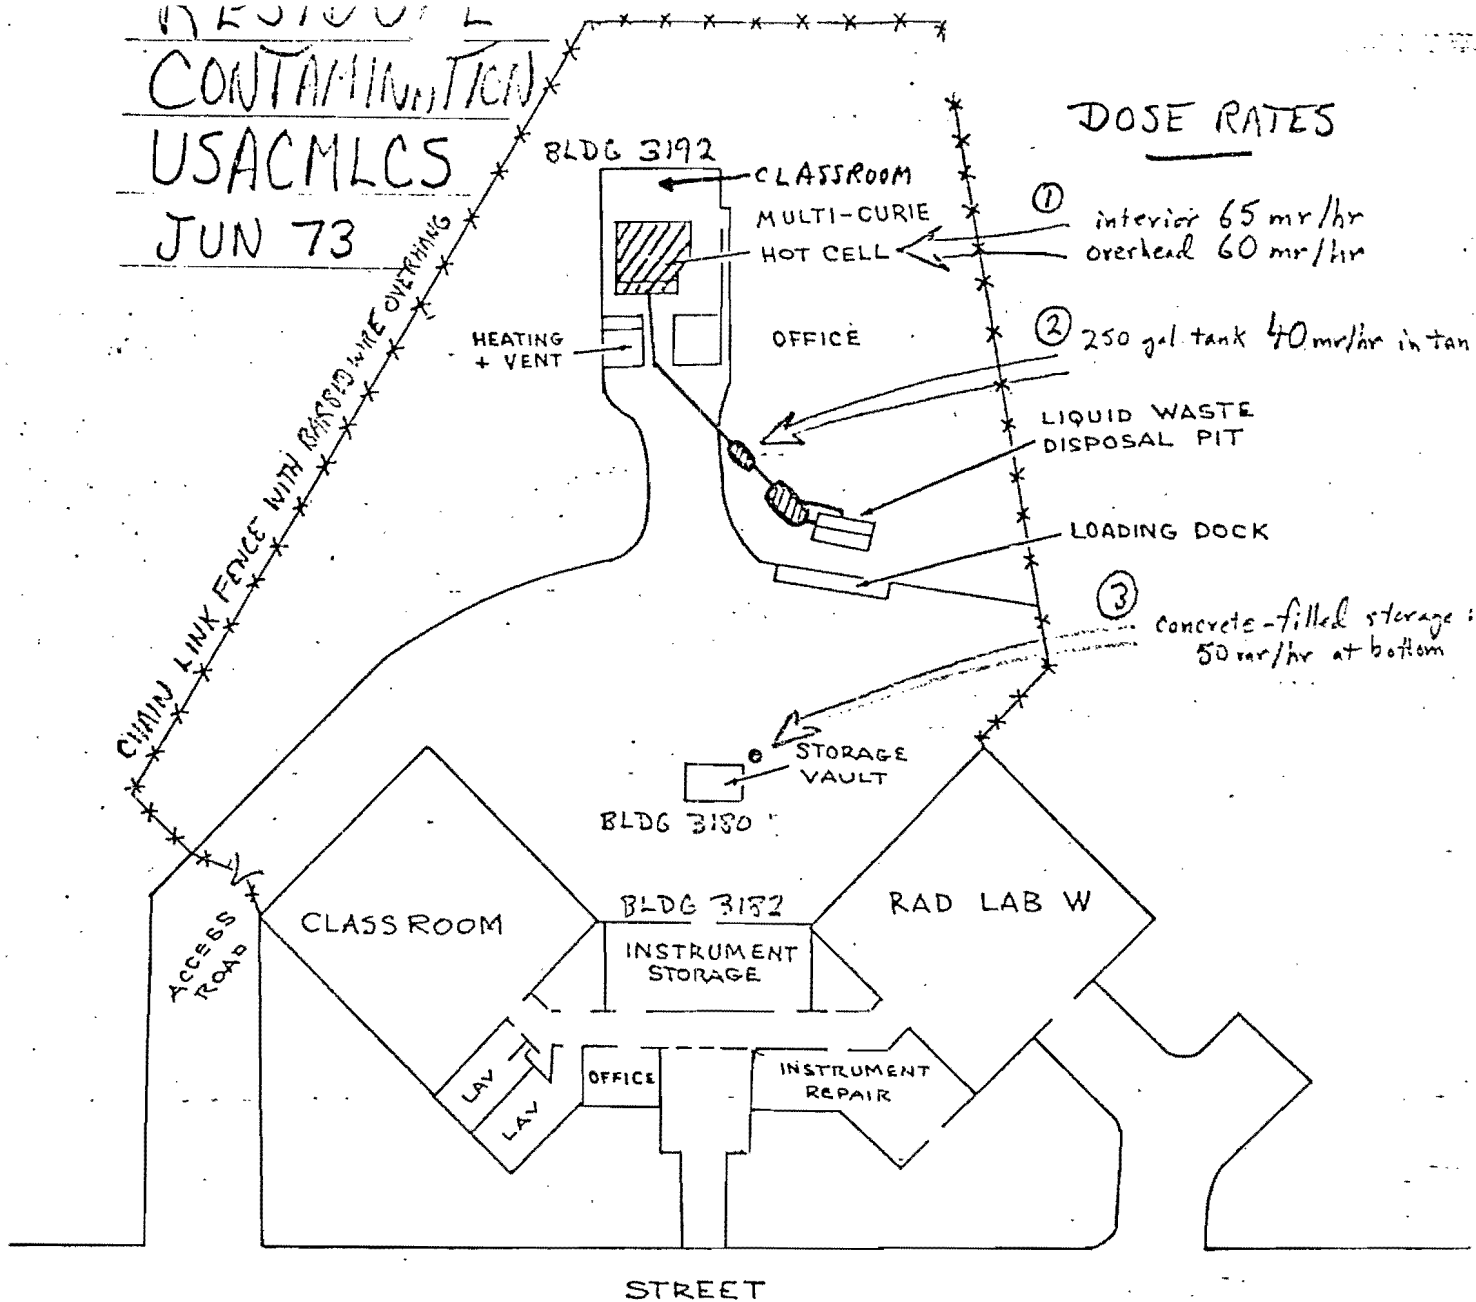 RESIDUAL
CONTAMINATION
USACMLCS
JUN 73
DOSE RATES
BLDG 3192
CLASSROOM
MULTI-CURIE
HOT CELL
① interior 65 mr/hr
overhead 60 mr/hr
HEATING
+ VENT
OFFICE
② 250 gal tank 40 mr/hr in tan
LIQUID WASTE
DISPOSAL PIT
LOADING DOCK
CHAIN LINK FENCE WITH BARBED WIRE OVERHANG
③ concrete-filled storage :
50 mr/hr at bottom
STORAGE
VAULT
BLDG 3180
ACCESS
ROAD
CLASSROOM
BLDG 3182
INSTRUMENT
STORAGE
RAD LAB W
LAV
LAV
OFFICE
INSTRUMENT
REPAIR
STREET